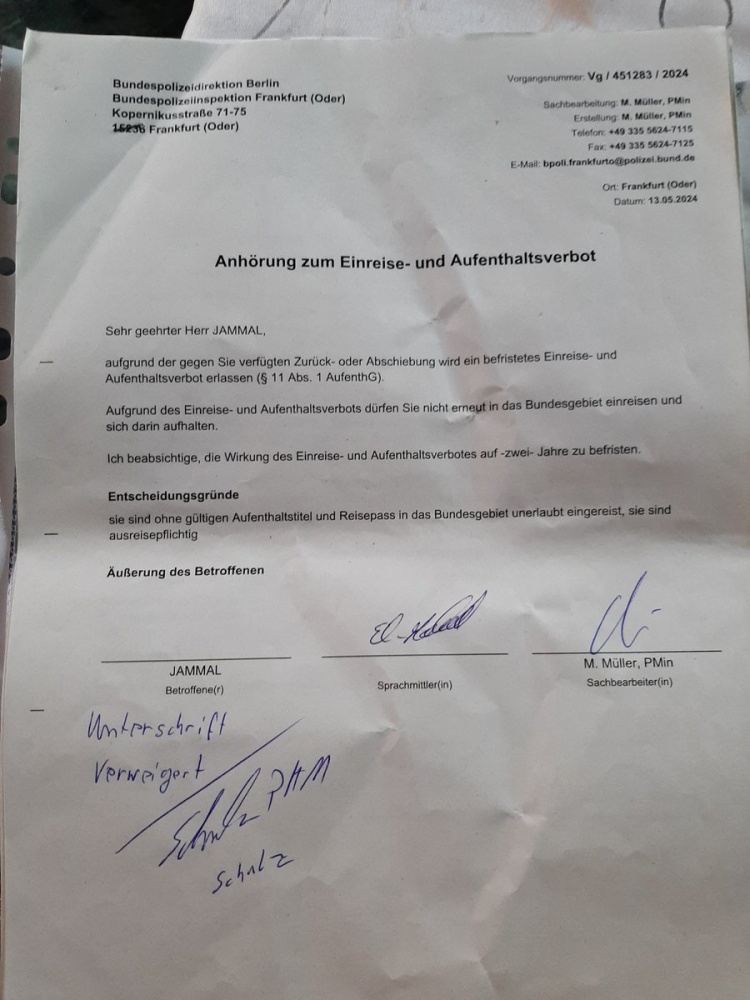 Bundespolizeidirektion Berlin
Bundespolizeiinspektion Frankfurt (Oder)
Kopernikusstraße 71-75
15236 Frankfurt (Oder)
Vorgangsnummer: Vg / 451283 / 2024
Sachbearbeitung: M. Müller, PMin
Erstellung: M. Müller, PMin
Telefon: +49 335 5624-7115
Fax: +49 335 5624-7125
E-Mail: bpoli.frankfurto@polizei.bund.de
Ort: Frankfurt (Oder)
Datum: 13.05.2024
Anhörung zum Einreise- und Aufenthaltsverbot
Sehr geehrter Herr JAMMAL,
aufgrund der gegen Sie verfügten Zurück- oder Abschiebung wird ein befristetes Einreise- und
Aufenthaltsverbot erlassen (§ 11 Abs. 1 AufenthG).
Aufgrund des Einreise- und Aufenthaltsverbots dürfen Sie nicht erneut in das Bundesgebiet einreisen und
sich darin aufhalten.
Ich beabsichtige, die Wirkung des Einreise- und Aufenthaltsverbotes auf -zwei- Jahre zu befristen.
Entscheidungsgründe
sie sind ohne gültigen Aufenthaltstitel und Reisepass in das Bundesgebiet unerlaubt eingereist, sie sind
ausreisepflichtig
Äußerung des Betroffenen
JAMMAL
Betroffene(r)
Sprachmittler(in)
M. Müller, PMin
Sachbearbeiter(in)
Unterschrift
verweigert
Schulz PHM
Schulz